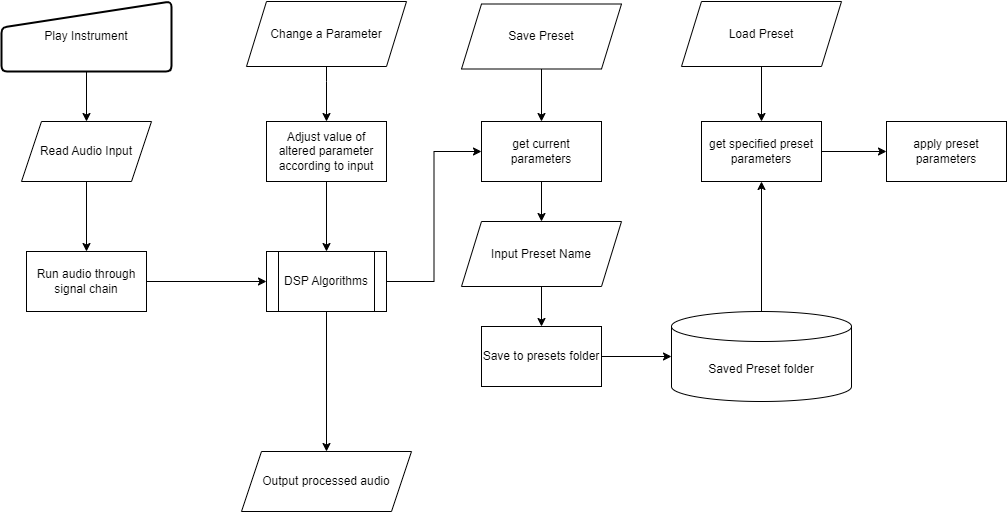 Play Instrument
Change a Parameter
Save Preset
Load Preset
Read Audio Input
Adjust value of
altered parameter
according to input
get current
parameters
get specified preset
parameters
apply preset
parameters
Run audio through
signal chain
DSP Algorithms
Input Preset Name
Save to presets folder
Saved Preset folder
Output processed audio